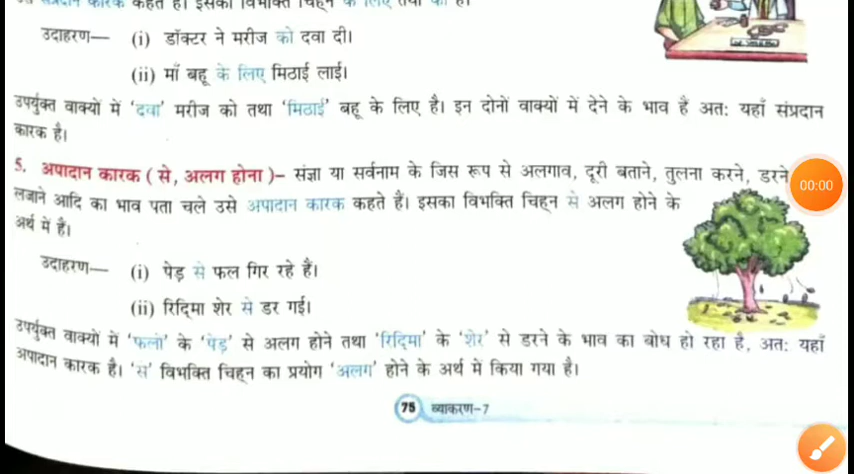 कारक कहते हैं। इसका विभक्ति चिह्न के लिए तथा को है।
उदाहरण— (i) डॉक्टर ने मरीज को दवा दी।
(ii) माँ बहू के लिए मिठाई लाई।
उपर्युक्त वाक्यों में ‘दवा’ मरीज को तथा ‘मिठाई’ बहू के लिए है। इन दोनों वाक्यों में देने के भाव हैं अतः यहाँ संप्रदान
कारक है।
5. अपादान कारक ( से, अलग होना )– संज्ञा या सर्वनाम के जिस रूप से अलगाव, दूरी बताने, तुलना करने, डरने
00:00
लजाने आदि का भाव पता चले उसे अपादान कारक कहते हैं। इसका विभक्ति चिह्न से अलग होने के
अर्थ में है।
उदाहरण— (i) पेड़ से फल गिर रहे हैं।
(ii) रिदि्मा शेर से डर गई।
उपर्युक्त वाक्यों में ‘फलों’ के ‘पेड़’ से अलग होने तथा ‘रिदि्मा’ के ‘शेर’ से डरने के भाव का बोध हो रहा है, अतः यहाँ
अपादान कारक है। ‘से’ विभक्ति चिह्न का प्रयोग ‘अलग’ होने के अर्थ में किया गया है।
75 व्याकरण-7